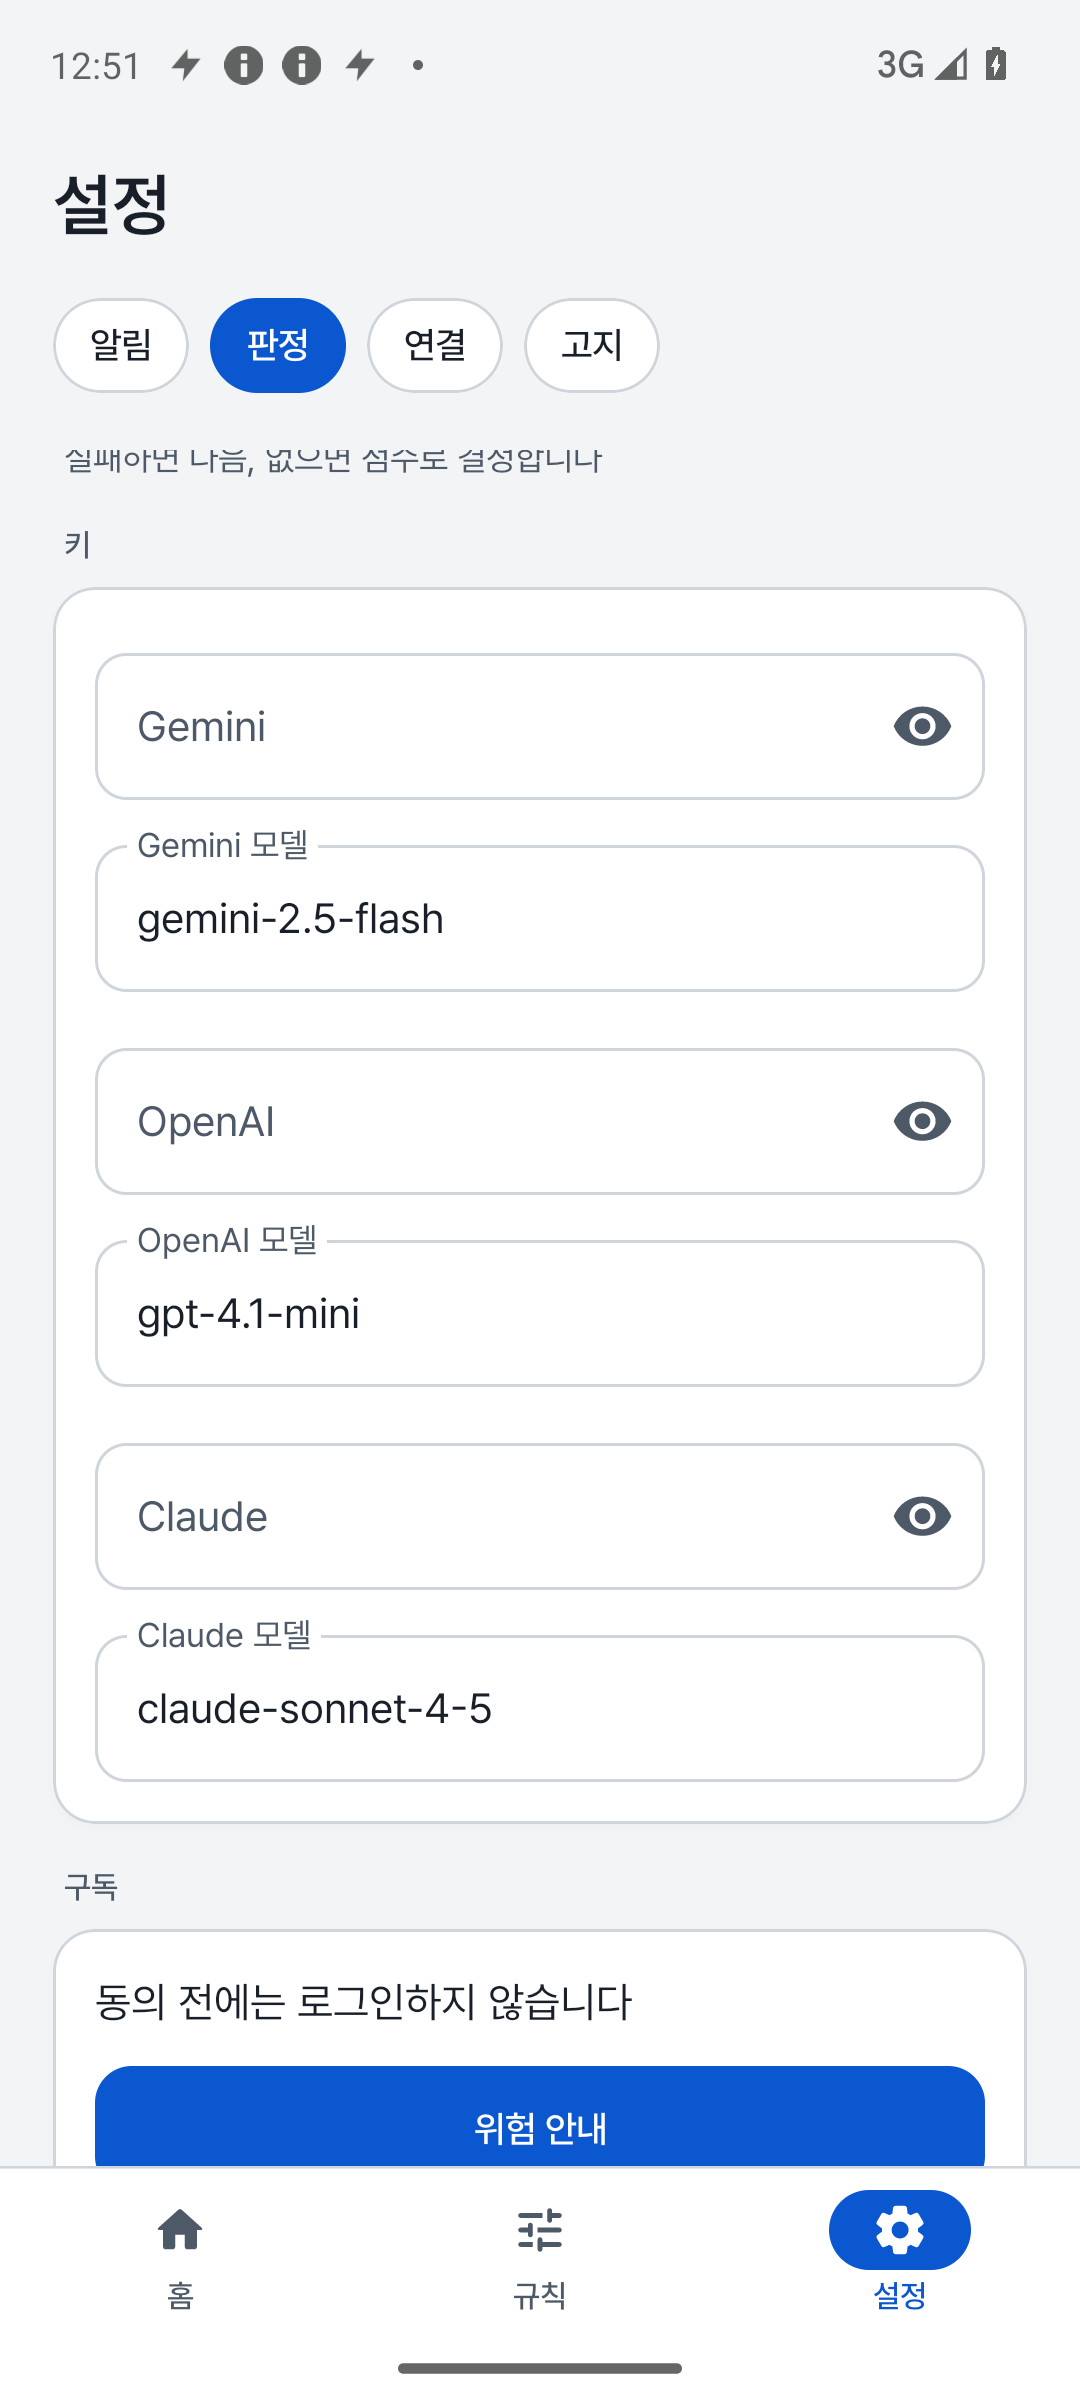 12:51
3G
설정
알림
판정
연결
고지
실패하면 다음, 없으면 점수로 결정합니다
키
Gemini
Gemini 모델
gemini-2.5-flash
OpenAI
OpenAI 모델
gpt-4.1-mini
Claude
Claude 모델
claude-sonnet-4-5
구독
동의 전에는 로그인하지 않습니다
위험 안내
홈
규칙
설정